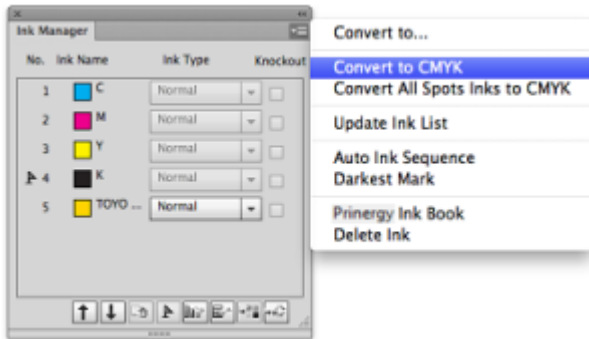 Ink Manager
No. Ink Name Ink Type Knockout
1 C Normal
2 M Normal
3 Y Normal
4 K Normal
5 TOYO ... Normal
Convert to...
Convert to CMYK
Convert All Spots Inks to CMYK
Update Ink List
Auto Ink Sequence
Darkest Mark
Prinergy Ink Book
Delete Ink